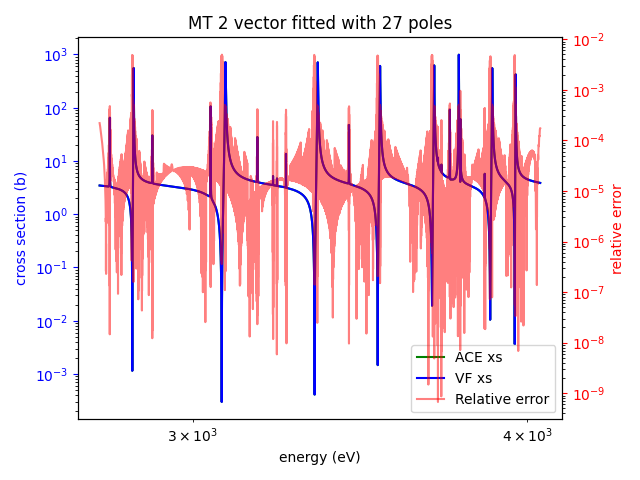 MT 2 vector fitted with 27 poles
cross section (b)
10³
10²
10¹
10⁰
10⁻¹
10⁻²
10⁻³
10⁻²
10⁻³
10⁻⁴
10⁻⁵
10⁻⁶
10⁻⁷
10⁻⁸
10⁻⁹
relative error
ACE xs
VF xs
Relative error
3 × 10³
4 × 10³
energy (eV)